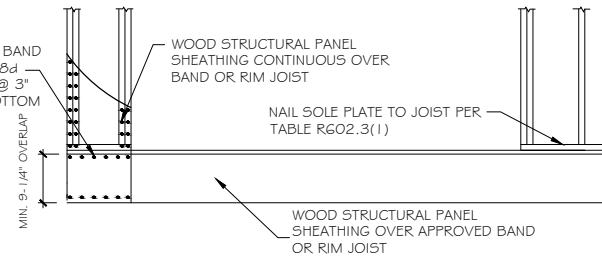 BAND
8d
@ 3"
OTTOM
WOOD STRUCTURAL PANEL
SHEATHING CONTINUOUS OVER
BAND OR RIM JOIST
NAIL SOLE PLATE TO JOIST PER
TABLE R602.3(1)
MIN. 9-1/4" OVERLAP
WOOD STRUCTURAL PANEL
SHEATHING OVER APPROVED BAND
OR RIM JOIST